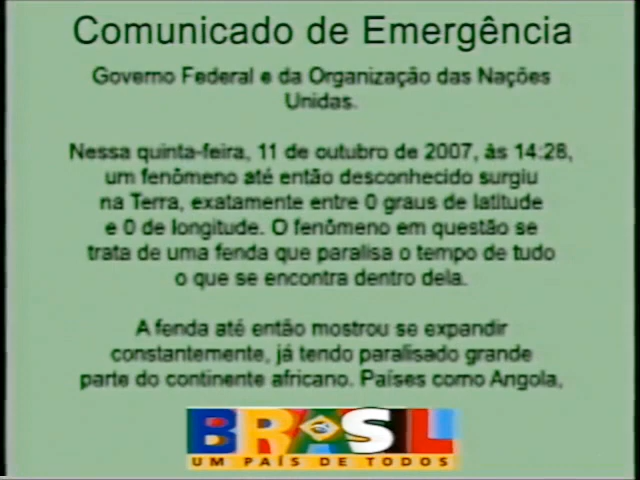 Comunicado de Emergência
Governo Federal e da Organização das Nações
Unidas.
Nessa quinta-feira, 11 de outubro de 2007, às 14:28,
um fenômeno até então desconhecido surgiu
na Terra, exatamente entre 0 graus de latitude
e 0 de longitude. O fenômeno em questão se
trata de uma fenda que paralisa o tempo de tudo
o que se encontra dentro dela.
A fenda até então mostrou se expandir
constantemente, já tendo paralisado grande
parte do continente africano. Países como Angola,
BRASIL
UM PAÍS DE TODOS